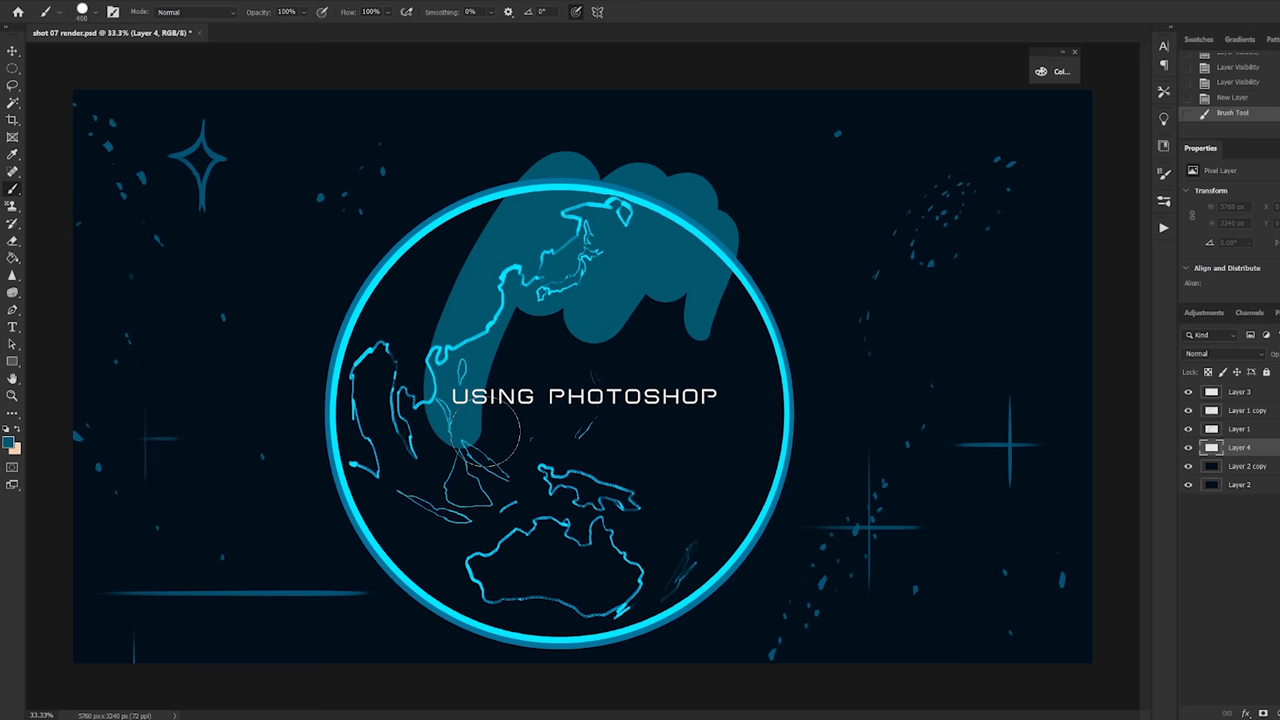 Mode: Normal Opacity: 100% Flow: 100% Smoothing: 0% 0°
400
shot 07 render.psd @ 33.3% (Layer 4, RGB/8) *
Swatches Gradients
Layer Visibility
Layer Visibility
New Layer
Brush Tool
Col...
Properties
Pixel Layer
Transform
W 5760 px X
H 3240 px Y
0.00°
Align and Distribute
Align:
Adjustments Channels
Kind
Normal
Lock:
Layer 3
Layer 1 copy
Layer 1
Layer 4
Layer 2 copy
Layer 2
USING PHOTOSHOP
33.33% 5760 px x 3240 px (72 ppi)